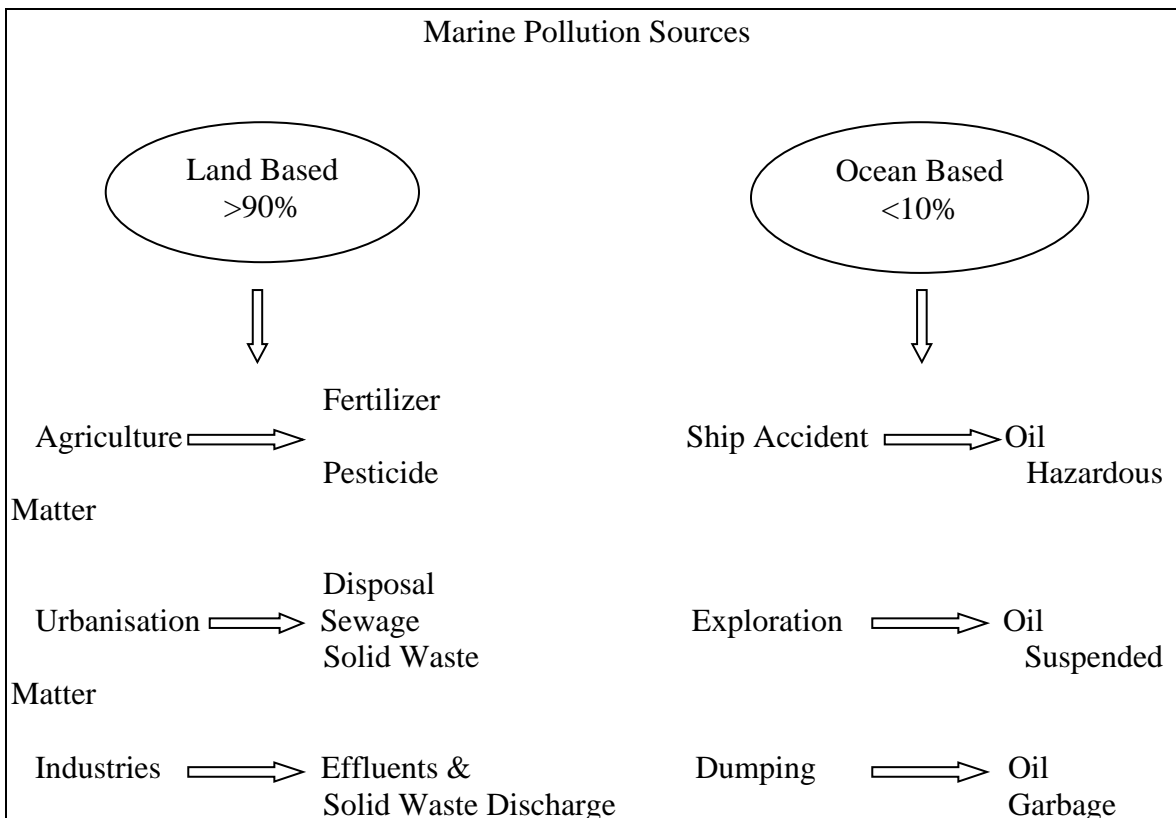 Marine Pollution Sources
Land Based
>90%
Ocean Based
<10%
Fertilizer
Agriculture
Pesticide
Ship Accident
Oil
Hazardous
Matter
Disposal
Urbanisation
Sewage
Solid Waste
Exploration
Oil
Suspended
Matter
Industries
Effluents &
Solid Waste Discharge
Dumping
Oil
Garbage